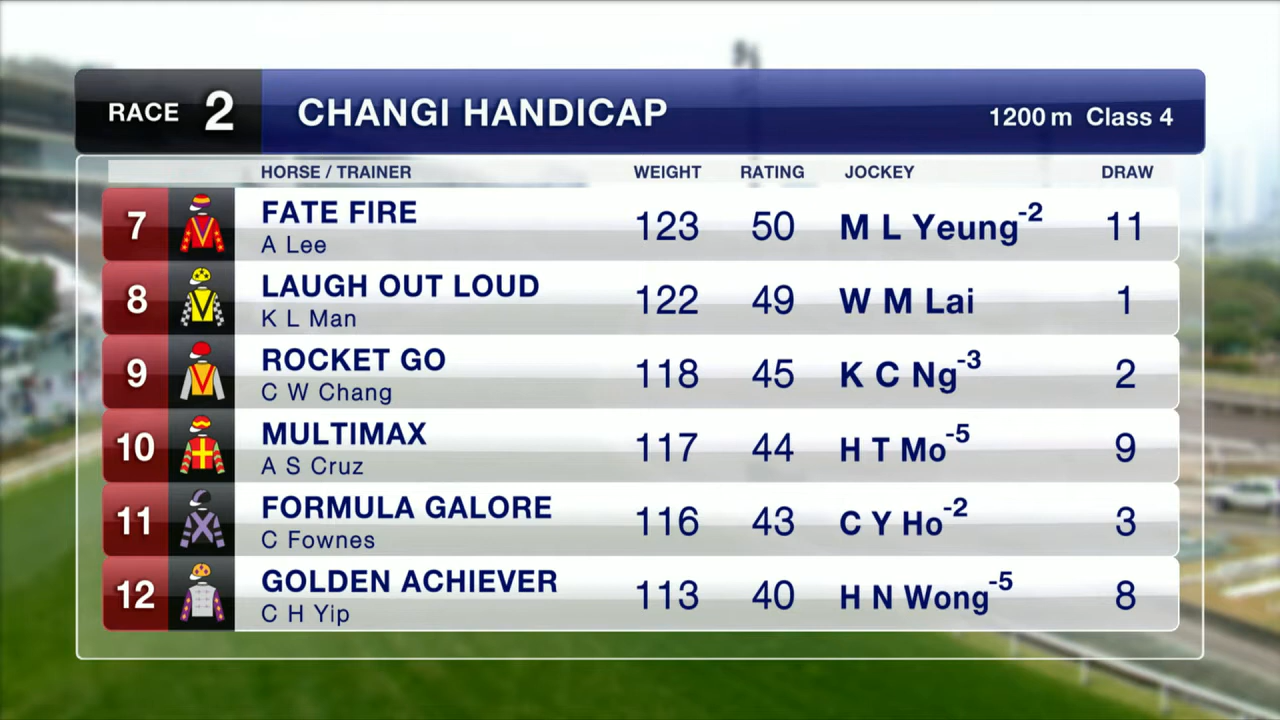 RACE 2 CHANGI HANDICAP 1200 m Class 4
HORSE / TRAINER WEIGHT RATING JOCKEY DRAW
7 FATE FIRE 123 50 M L Yeung-2 11
A Lee
8 LAUGH OUT LOUD 122 49 W M Lai 1
K L Man
9 ROCKET GO 118 45 K C Ng-3 2
C W Chang
10 MULTIMAX 117 44 H T Mo-5 9
A S Cruz
11 FORMULA GALORE 116 43 C Y Ho-2 3
C Fownes
12 GOLDEN ACHIEVER 113 40 H N Wong-5 8
C H Yip